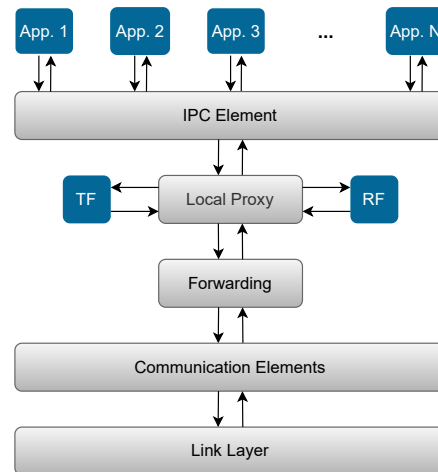 App. 1 App. 2 App. 3 ... App. N
IPC Element
TF Local Proxy RF
Forwarding
Communication Elements
Link Layer